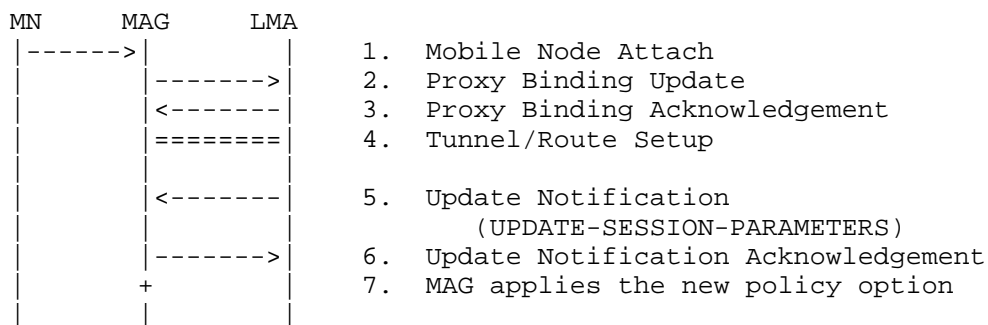 MN MAG LMA
|------>| | 1. Mobile Node Attach
| |------->| 2. Proxy Binding Update
| |<-------| 3. Proxy Binding Acknowledgement
| |========| 4. Tunnel/Route Setup
| | |
| |<-------| 5. Update Notification
| | | (UPDATE-SESSION-PARAMETERS)
| |------->| 6. Update Notification Acknowledgement
| + | 7. MAG applies the new policy option
| | |